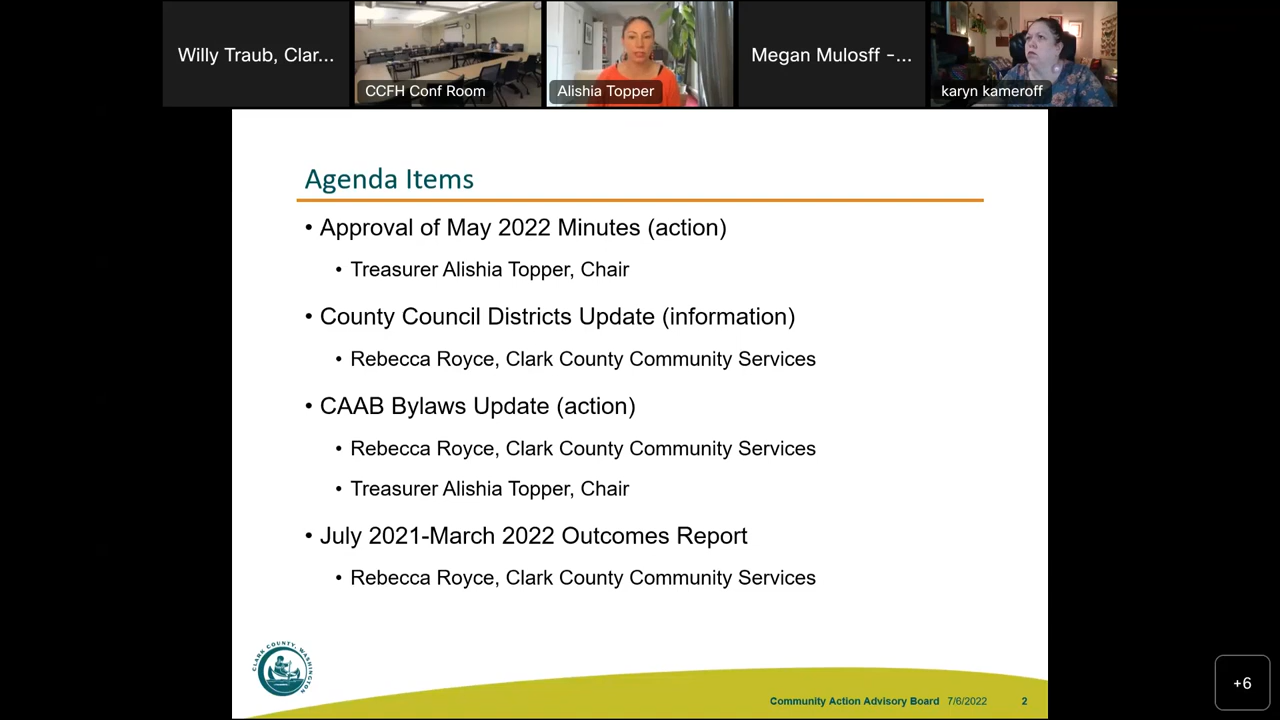 Willy Traub, Clar...
CCFH Conf Room
Alishia Topper
Megan Mulosff -...
karyn kameroff
Agenda Items
• Approval of May 2022 Minutes (action)
• Treasurer Alishia Topper, Chair
• County Council Districts Update (information)
• Rebecca Royce, Clark County Community Services
• CAAB Bylaws Update (action)
• Rebecca Royce, Clark County Community Services
• Treasurer Alishia Topper, Chair
• July 2021-March 2022 Outcomes Report
• Rebecca Royce, Clark County Community Services
CLARK COUNTY, WASHINGTON
Community Action Advisory Board 7/6/2022 2
+6